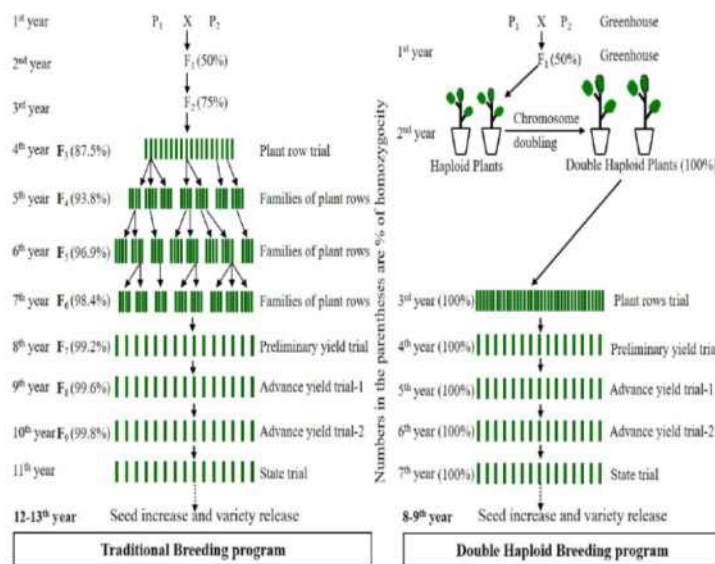 1st year P1 X P2
2nd year F1 (50%)
3rd year F2 (75%)
4th year F3 (87.5%) Plant row trial
5th year F4 (93.8%) Families of plant rows
6th year F5 (96.9%) Families of plant rows
7th year F6 (98.4%) Families of plant rows
8th year F7 (99.2%) Preliminary yield trial
9th year F8 (99.6%) Advance yield trial-1
10th year F9 (99.8%) Advance yield trial-2
11th year State trial
12-13th year Seed increase and variety release
Traditional Breeding program
Numbers in the parentheses are % of homozygocity
P1 X P2 Greenhouse
1st year
F1 (50%) Greenhouse
2nd year
Chromosome
doubling
Haploid Plants
Double Haploid Plants (100%)
3rd year (100%) Plant rows trial
4th year (100%) Preliminary yield trial
5th year (100%) Advance yield trial-1
6th year (100%) Advance yield trial-2
7th year (100%) State trial
8-9th year Seed increase and variety release
Double Haploid Breeding program